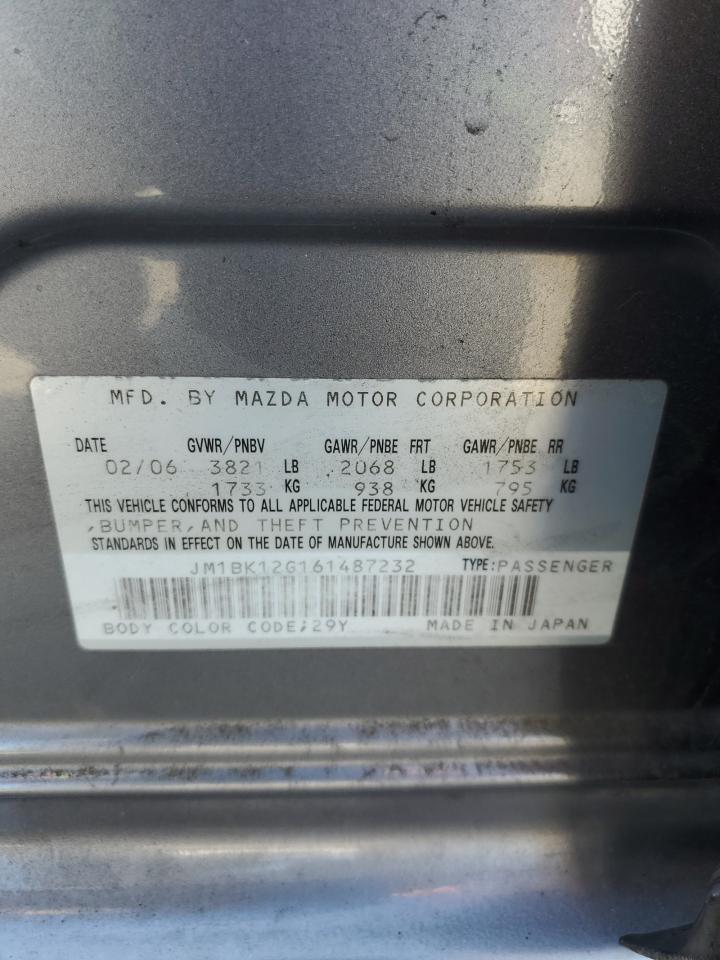 MFD. BY MAZDA MOTOR CORPORATION
DATE GVWR/PNBV GAWR/PNBE FRT GAWR/PNBE RR
02/06 3821 LB 2068 LB 1753 LB
1733 KG 938 KG 795 KG
THIS VEHICLE CONFORMS TO ALL APPLICABLE FEDERAL MOTOR VEHICLE SAFETY
,BUMPER,AND THEFT PREVENTION
STANDARDS IN EFFECT ON THE DATE OF MANUFACTURE SHOWN ABOVE.
JM1BK12G161487232 TYPE:PASSENGER
BODY COLOR CODE;29Y MADE IN JAPAN